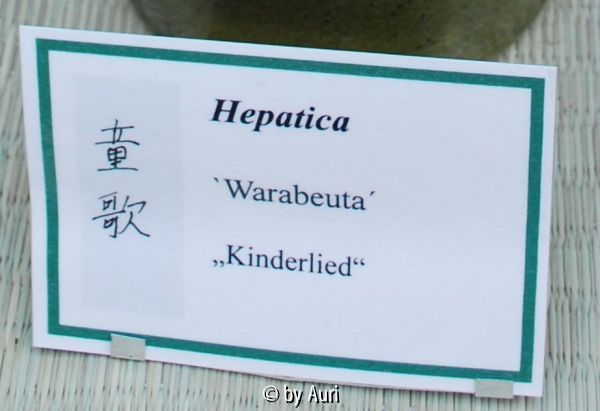 童
歌
Hepatica
`Warabeuta´
„Kinderlied“
© by Auri